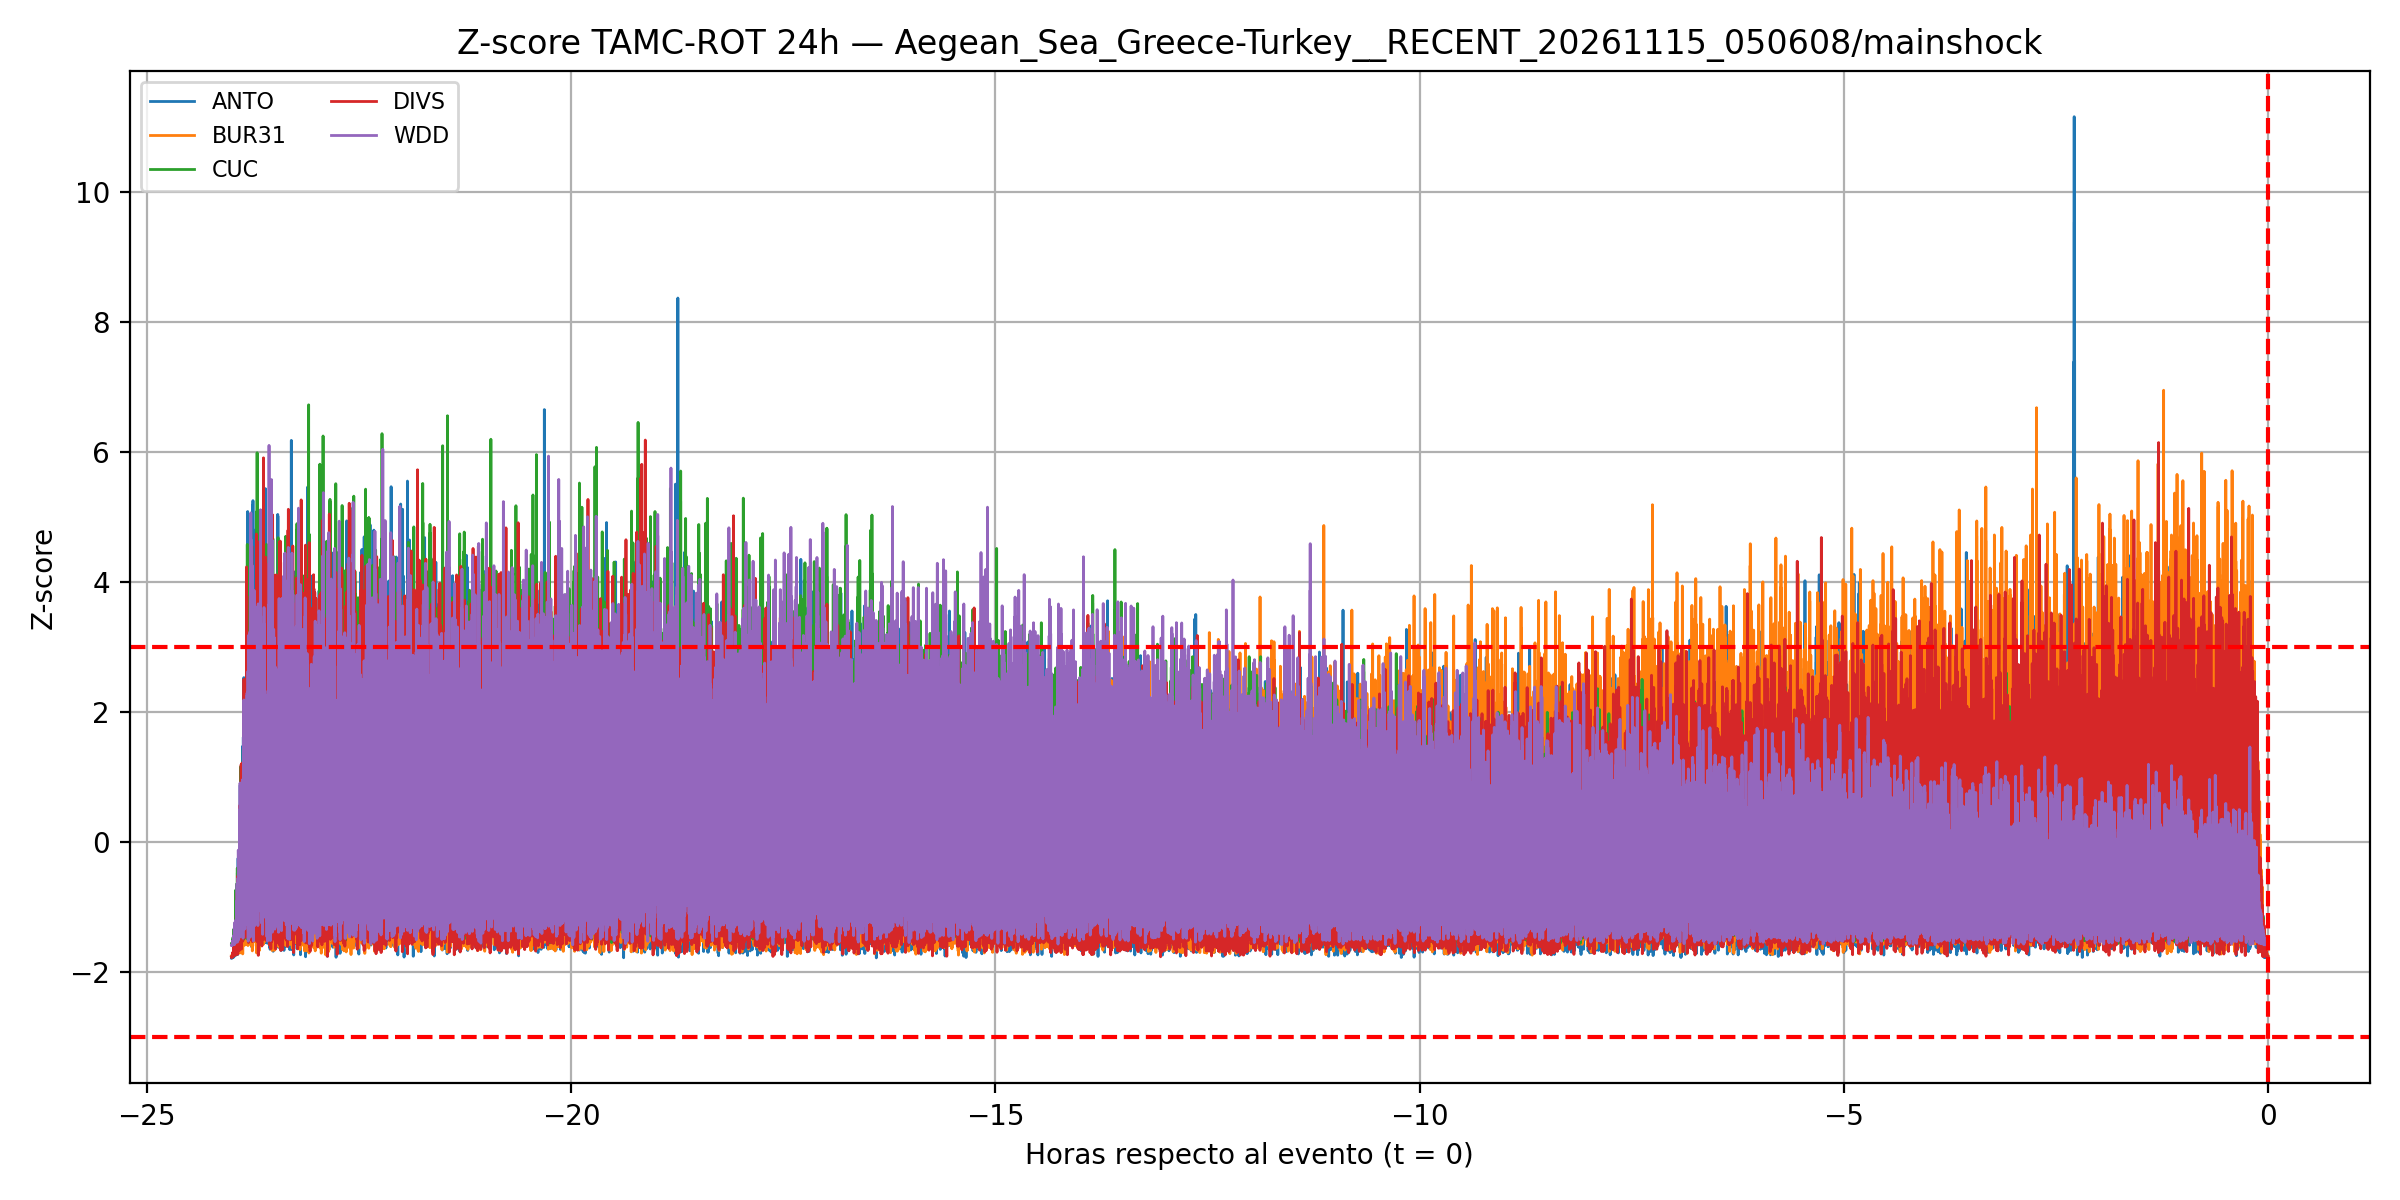 Z-score TAMC-ROT 24h — Aegean_Sea_Greece-Turkey__RECENT_20261115_050608/mainshock
ANTO
BUR31
CUC
DIVS
WDD
Z-score
10
8
6
4
2
0
−2
−25
−20
−15
−10
−5
0
Horas respecto al evento (t = 0)